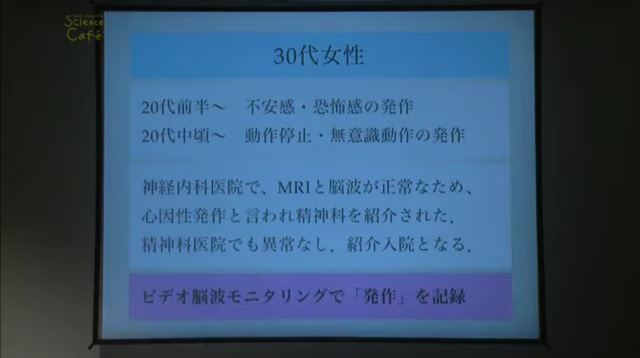 Science
Café
30代女性
20代前半〜 不安感・恐怖感の発作
20代中頃〜 動作停止・無意識動作の発作
神経内科医院で、MRIと脳波が正常なため、
心因性発作と言われ精神科を紹介された.
精神科医院でも異常なし. 紹介入院となる.
ビデオ脳波モニタリングで「発作」を記録